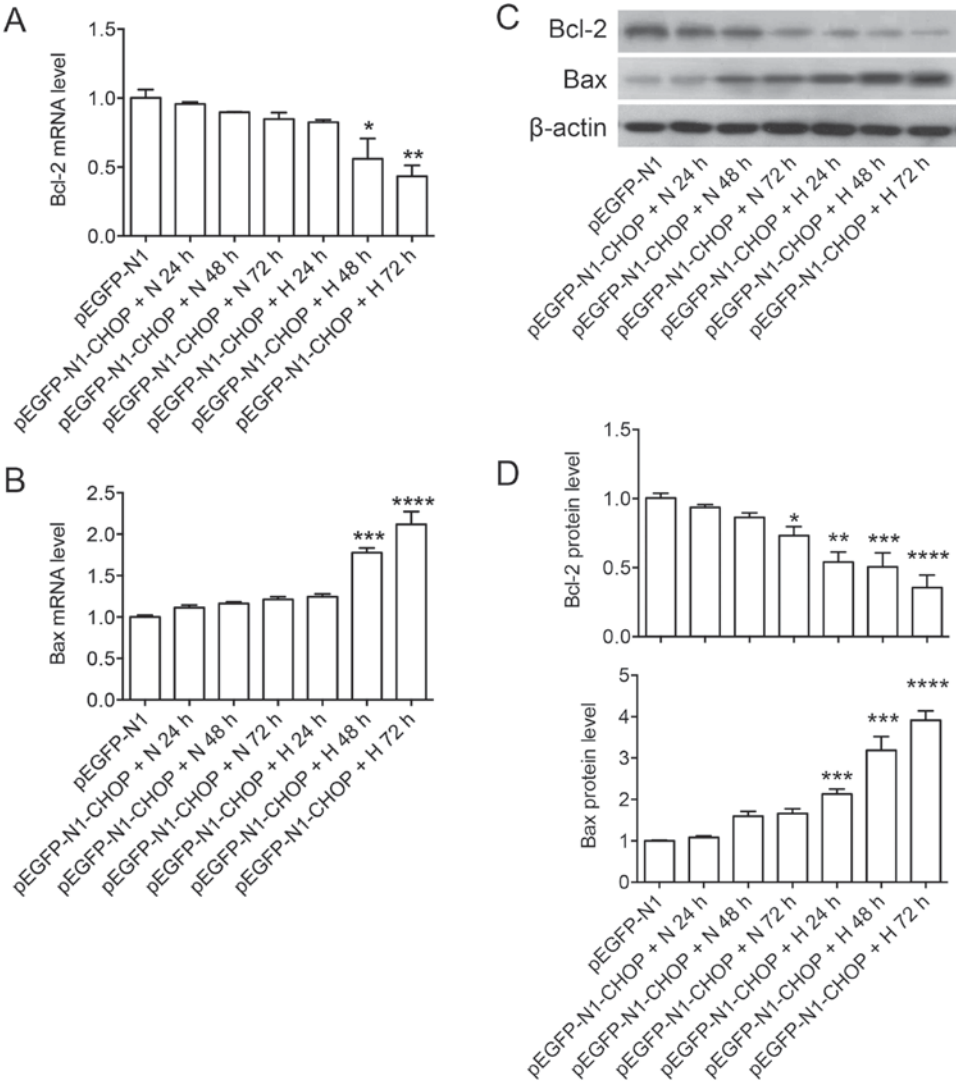 A
Bcl-2 mRNA level
1.5
1.0
0.5
0.0
*
**
pEGFP-N1
pEGFP-N1-CHOP + N 24 h
pEGFP-N1-CHOP + N 48 h
pEGFP-N1-CHOP + N 72 h
pEGFP-N1-CHOP + H 24 h
pEGFP-N1-CHOP + H 48 h
pEGFP-N1-CHOP + H 72 h
B
Bax mRNA level
2.5
2.0
1.5
1.0
0.5
0.0
***
****
pEGFP-N1
pEGFP-N1-CHOP + N 24 h
pEGFP-N1-CHOP + N 48 h
pEGFP-N1-CHOP + N 72 h
pEGFP-N1-CHOP + H 24 h
pEGFP-N1-CHOP + H 48 h
pEGFP-N1-CHOP + H 72 h
C
Bcl-2
Bax
β-actin
pEGFP-N1
pEGFP-N1-CHOP + N 24 h
pEGFP-N1-CHOP + N 48 h
pEGFP-N1-CHOP + N 72 h
pEGFP-N1-CHOP + H 24 h
pEGFP-N1-CHOP + H 48 h
pEGFP-N1-CHOP + H 72 h
D
Bcl-2 protein level
1.5
1.0
0.5
0.0
*
**
***
****
Bax protein level
5
4
3
2
1
0
***
***
****
pEGFP-N1
pEGFP-N1-CHOP + N 24 h
pEGFP-N1-CHOP + N 48 h
pEGFP-N1-CHOP + N 72 h
pEGFP-N1-CHOP + H 24 h
pEGFP-N1-CHOP + H 48 h
pEGFP-N1-CHOP + H 72 h